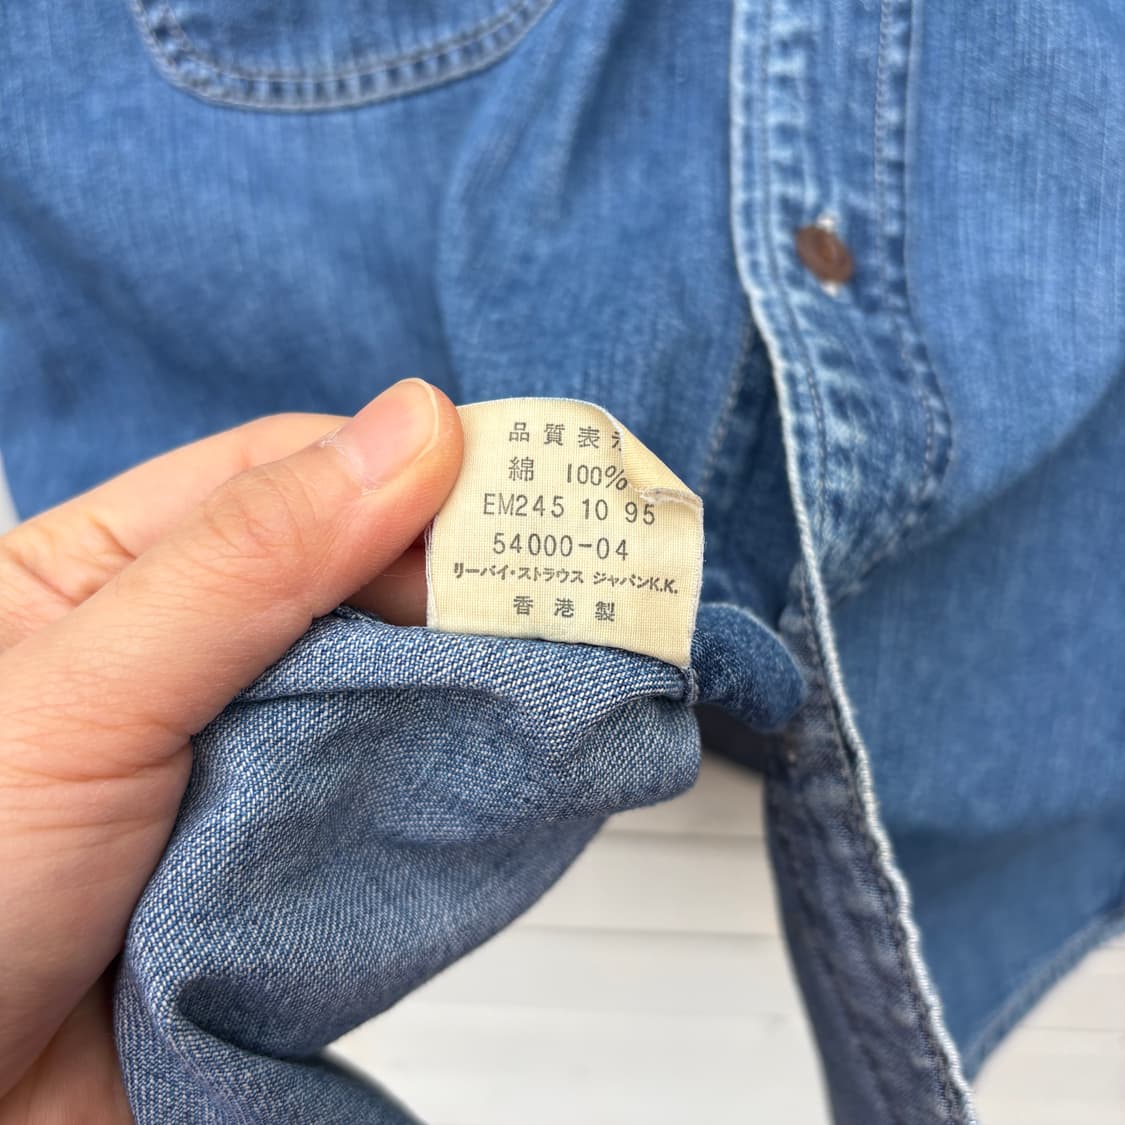 品質表示
綿 100%
EM245 10 95
54000-04
リーバイ・ストラウス ジャパンK.K.
香港製